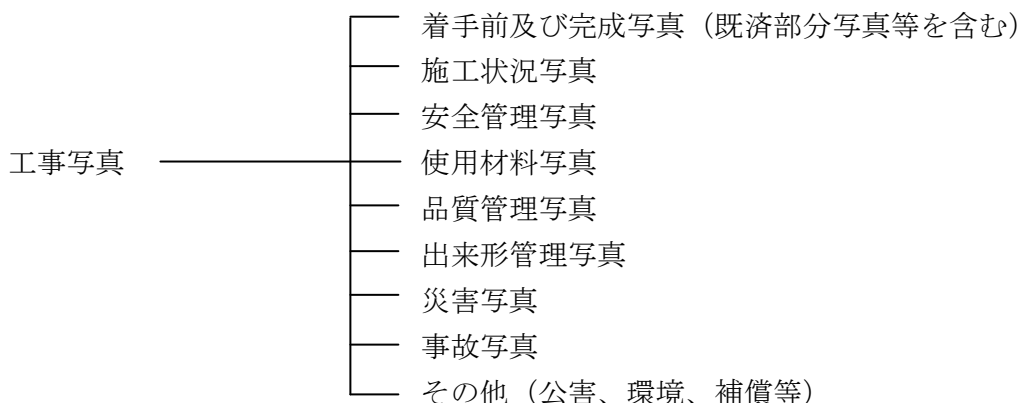 着手前及び完成写真（既済部分写真等を含む）
施工状況写真
安全管理写真
工事写真
使用材料写真
品質管理写真
出来形管理写真
災害写真
事故写真
その他（公害、環境、補償等）